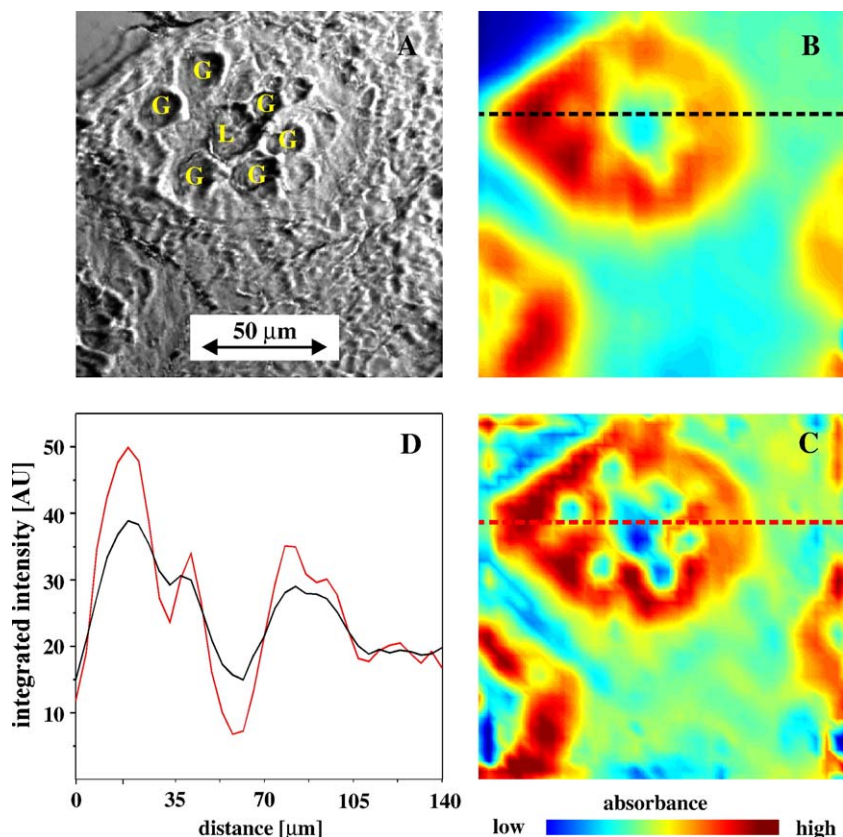 A
G
G
G
L
G
G
G
50 μm
B
50
40
30
20
10
integrated intensity [AU]
D
0 35 70 105 140
distance [μm]
C
absorbance
low high